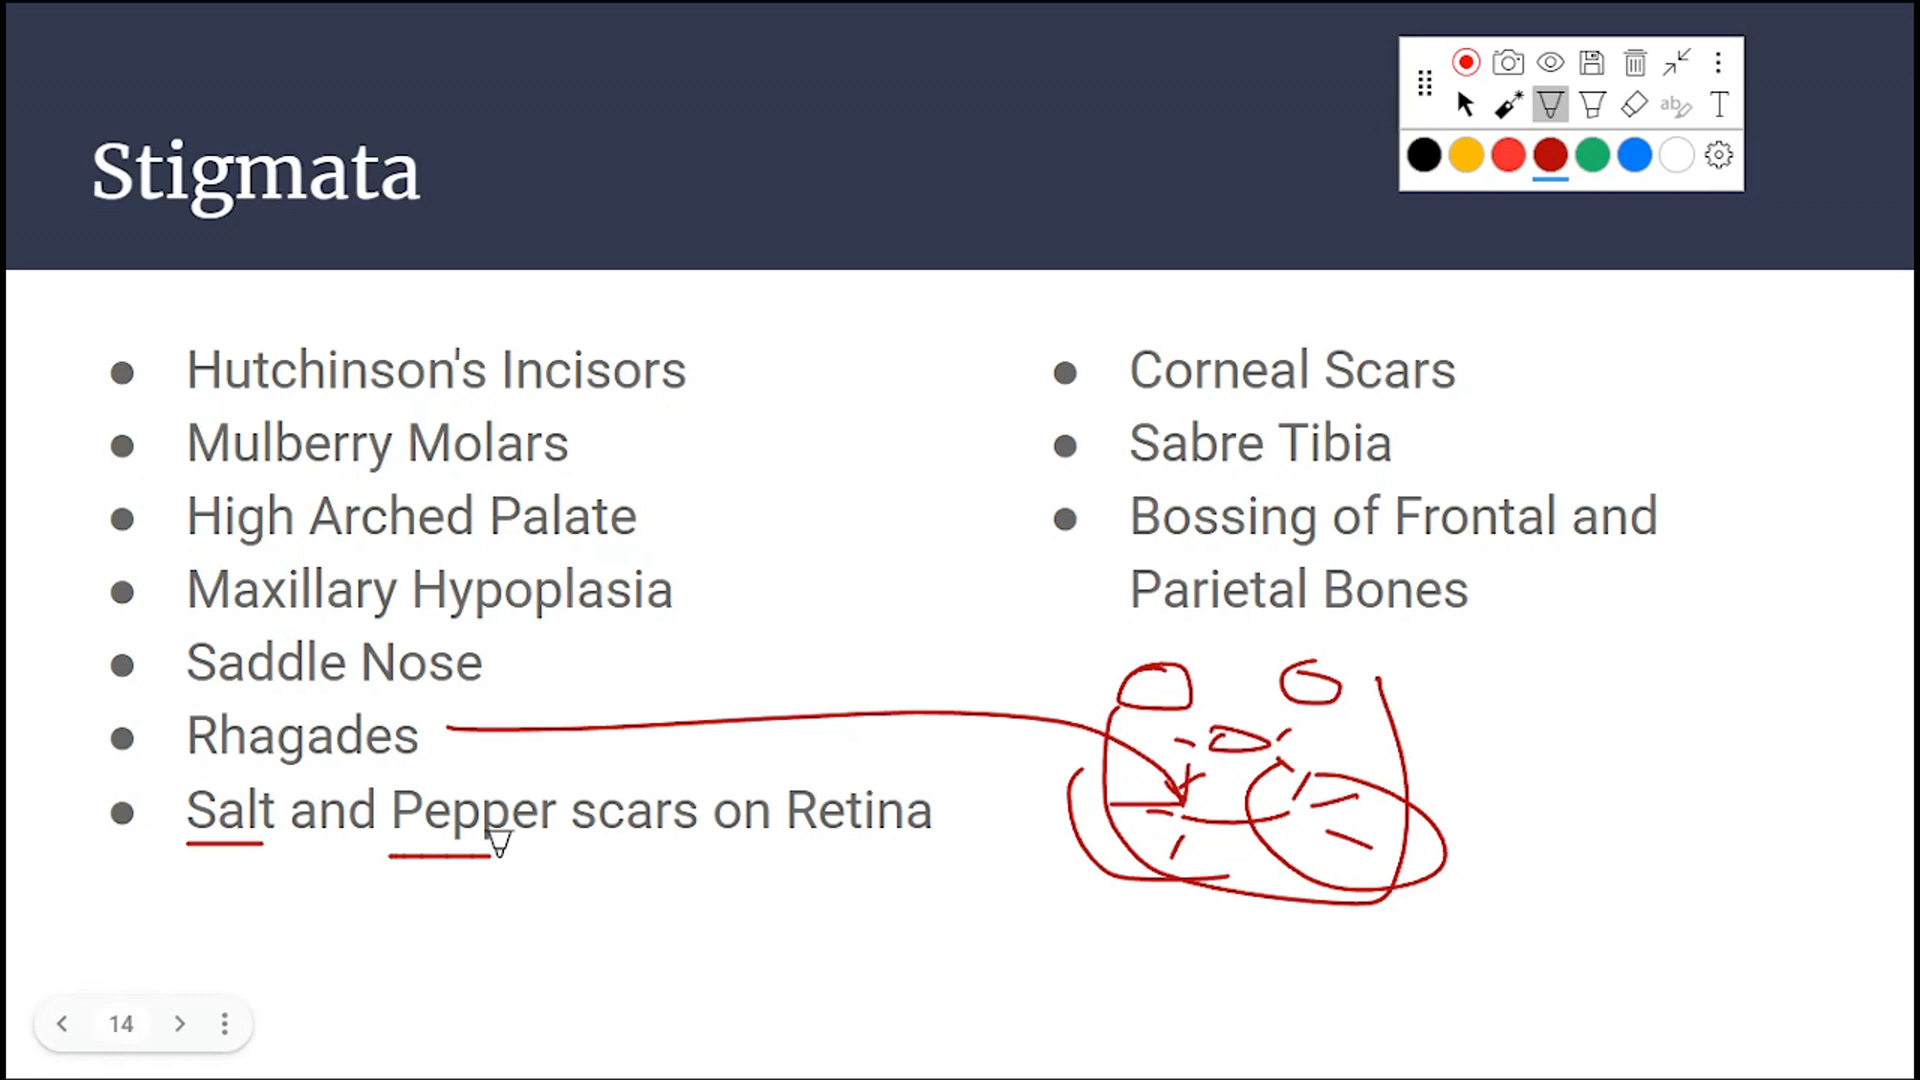 Stigmata
Hutchinson's Incisors
Mulberry Molars
High Arched Palate
Maxillary Hypoplasia
Saddle Nose
Rhagades
Salt and Pepper scars on Retina
Corneal Scars
Sabre Tibia
Bossing of Frontal and
Parietal Bones
ab
T
14